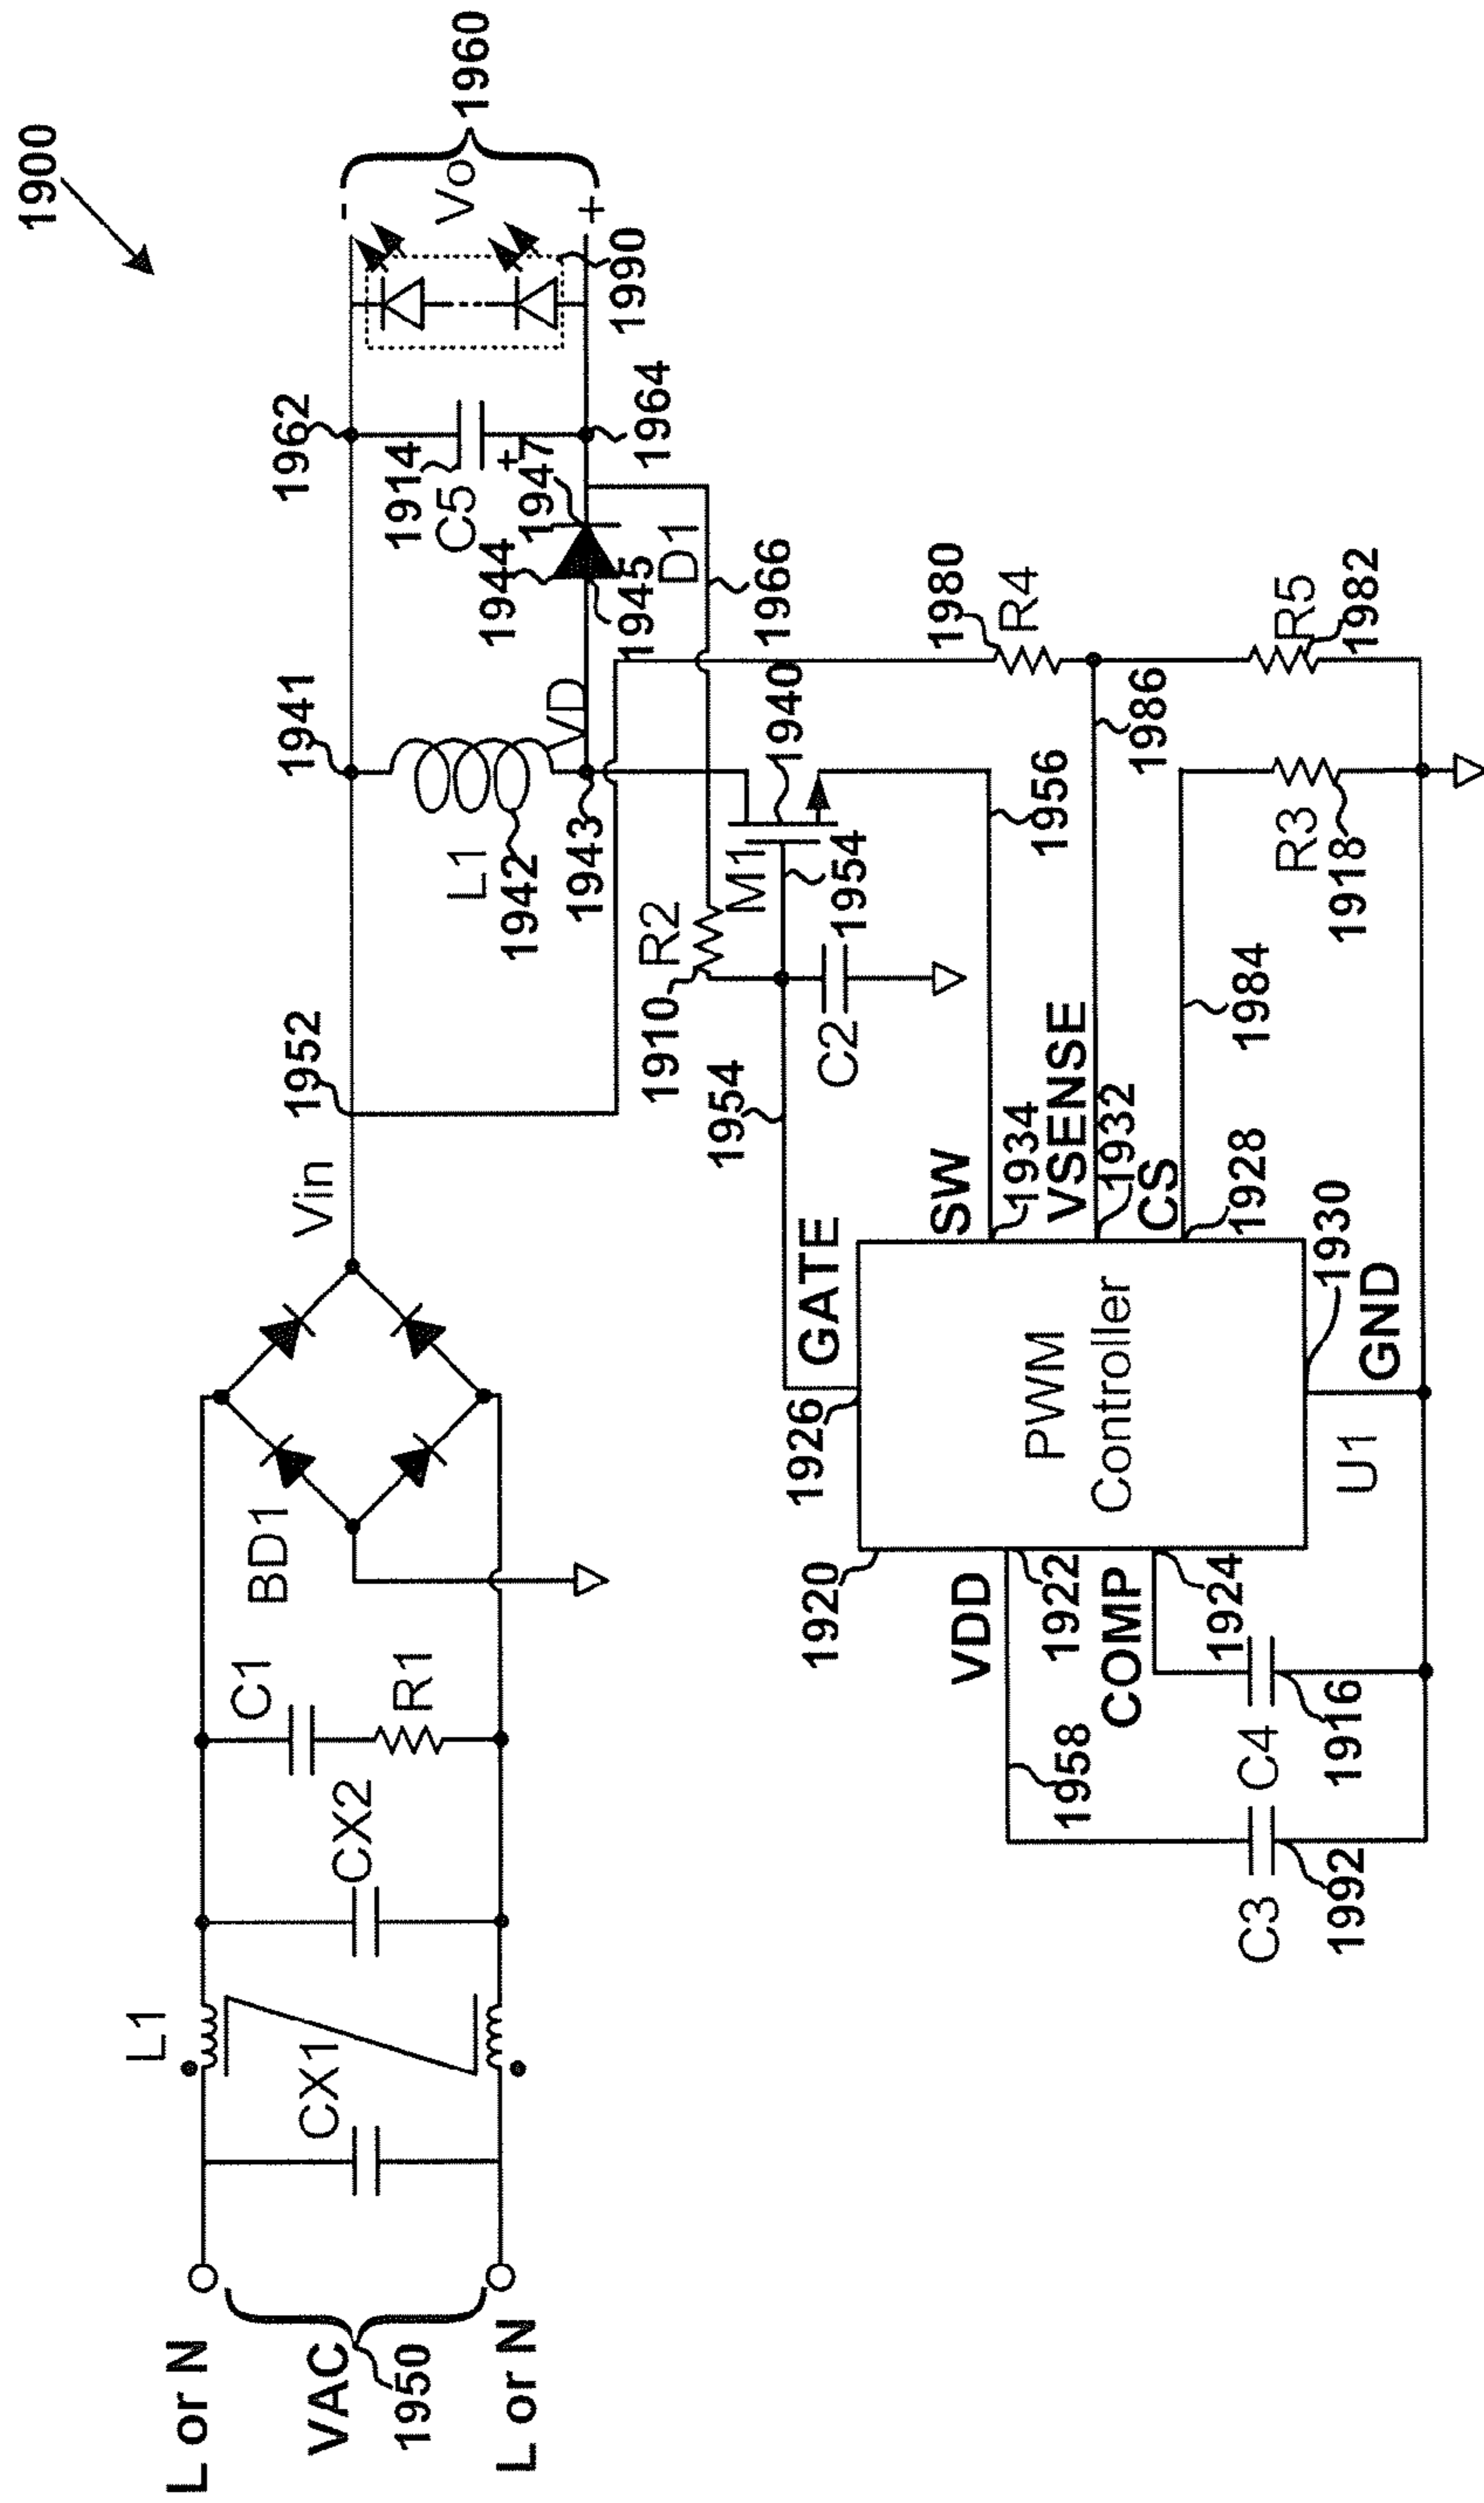 1900
L or N
VAC
1950
L or N
L1
CX1
CX2
C1
R1
BD1
Vin
1952
1941
L1
1942
1943
VD
1962
1914
C5
+
1947
1944
1945
D1
1964
-
Vo
+
1960
1990
1966
R2
1910
M1
1940
1954
1954
C2
1956
1980
R4
1986
R5
1982
R3
1918
1984
GATE
1926
SW
1934
VSENSE
1932
CS
1928
PWM
Controller
1920
VDD
1922
COMP
1924
1930
GND
U1
1958
C4
1916
C3
1992